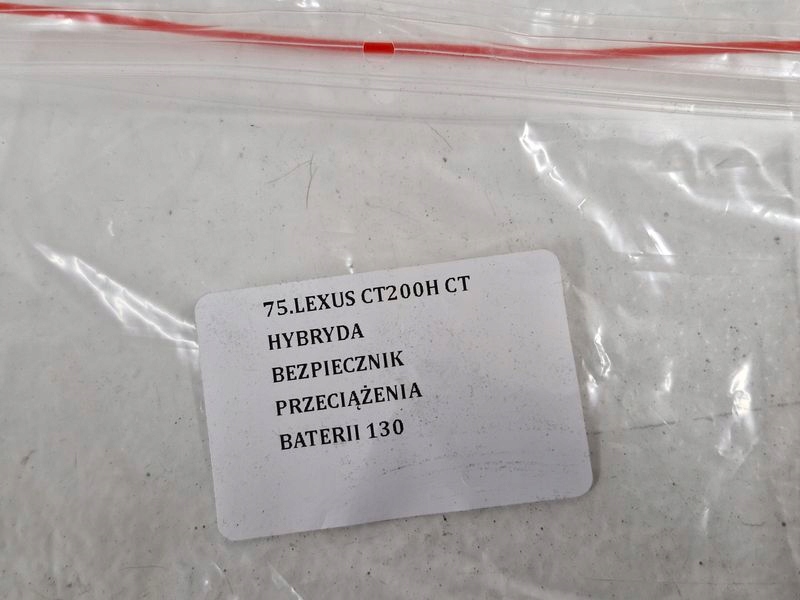 75.LEXUS CT200H CT
HYBRYDA
BEZPIECZNIK
PRZECIĄŻENIA
BATERII 130